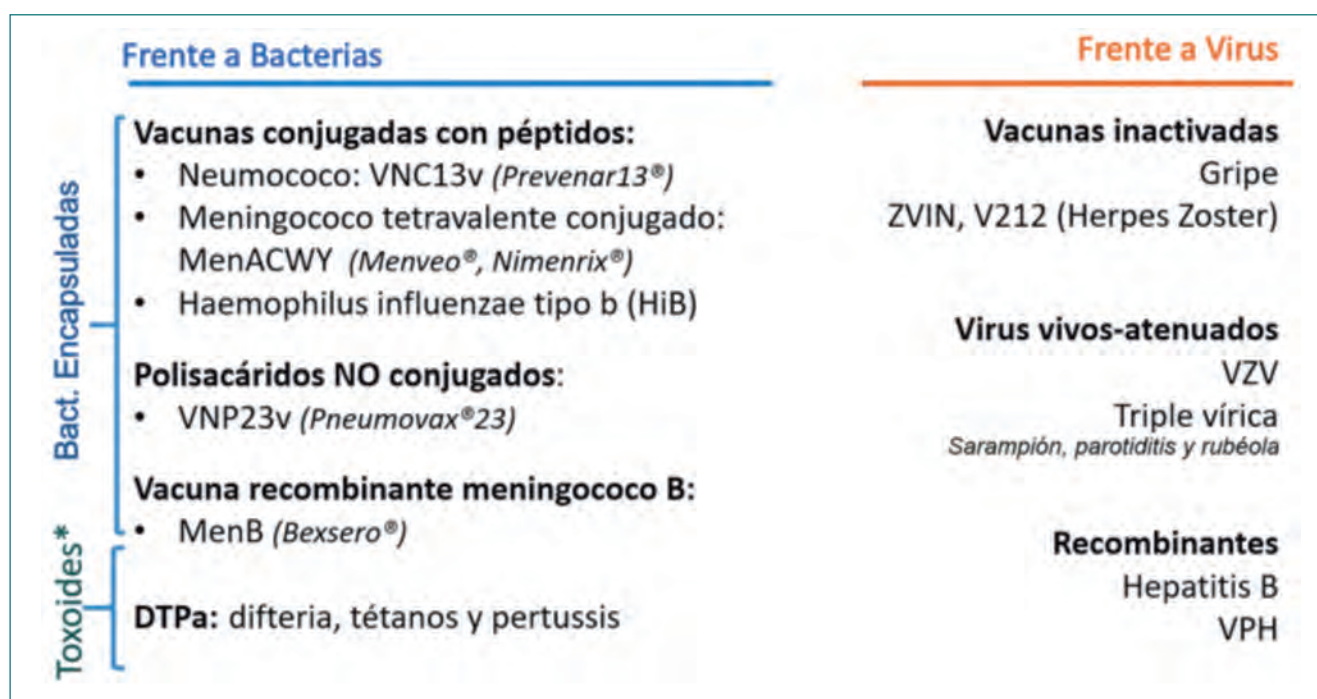 Frente a Bacterias
Bact. Encapsuladas
Vacunas conjugadas con péptidos:
• Neumococo: VNC13v (Prevenar13®)
• Meningococo tetravalente conjugado:
MenACWY (Menveo®, Nimenrix®)
• Haemophilus influenzae tipo b (HiB)
Polisacáridos NO conjugados:
• VNP23v (Pneumovax®23)
Vacuna recombinante meningococo B:
• MenB (Bexsero®)
Toxoides*
DTPa: difteria, tétanos y pertussis
Frente a Virus
Vacunas inactivadas
Gripe
ZVIN, V212 (Herpes Zoster)
Virus vivos-atenuados
VZV
Triple vírica
Sarampión, parotiditis y rubéola
Recombinantes
Hepatitis B
VPH